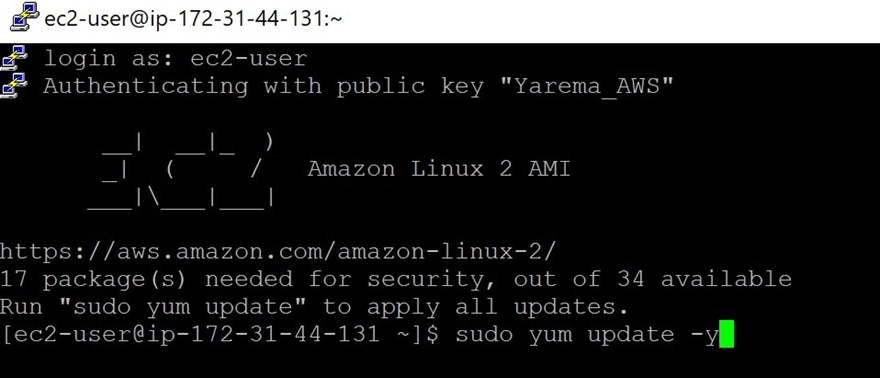 ec2-user@ip-172-31-44-131:~
login as: ec2-user
Authenticating with public key "Yarema_AWS"
       __|  __|_  )
       _|  (     /   Amazon Linux 2 AMI
      ___|\___|___|
https://aws.amazon.com/amazon-linux-2/
17 package(s) needed for security, out of 34 available
Run "sudo yum update" to apply all updates.
[ec2-user@ip-172-31-44-131 ~]$ sudo yum update -y